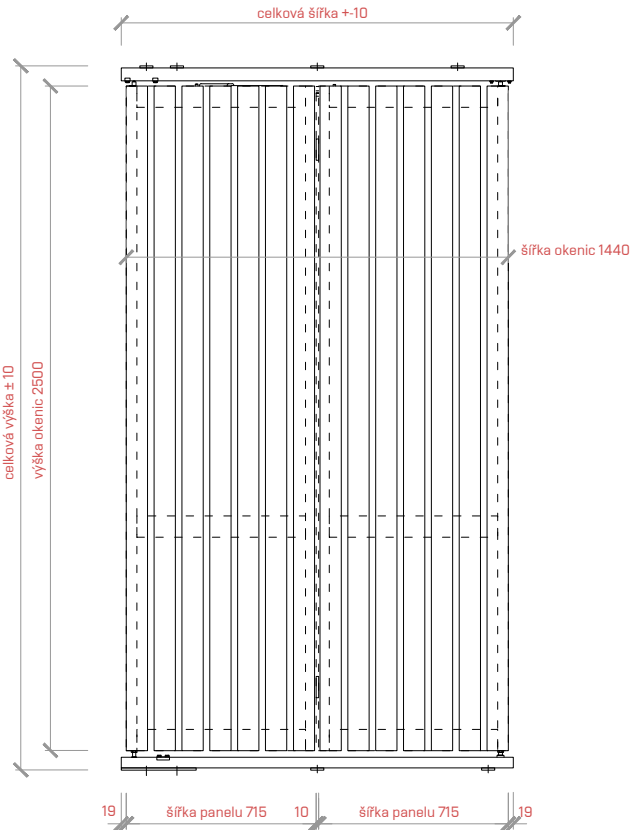 celková šířka +-10
šířka okenic 1440
celková výška ± 10
výška okenic 2500
19 šířka panelu 715 10 šířka panelu 715 19